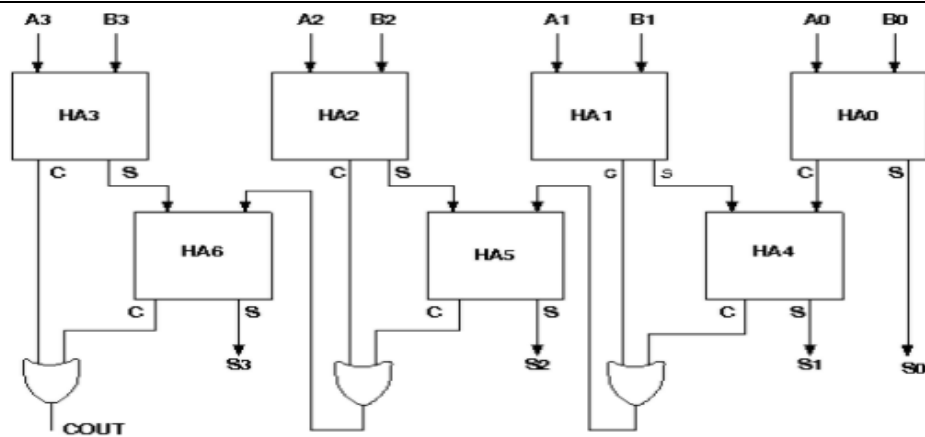 A3 B3 A2 B2 A1 B1 A0 B0
HA3 HA2 HA1 HA0
C S C S C S C S
HA6 HA5 HA4
C S C S C S
S3 S2 S1 S0
COUT